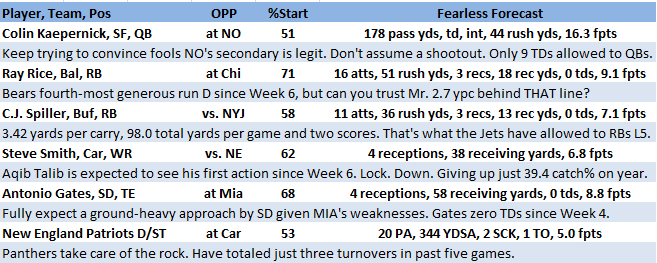 Player, Team, Pos OPP %Start Fearless Forecast
Colin Kaepernick, SF, QB at NO 51 178 pass yds, td, int, 44 rush yds, 16.3 fpts
Keep trying to convince fools NO's secondary is legit. Don't assume a shootout. Only 9 TDs allowed to QBs.
Ray Rice, Bal, RB at Chi 71 16 atts, 51 rush yds, 3 recs, 18 rec yds, 0 tds, 9.1 fpts
Bears fourth-most generous run D since Week 6, but can you trust Mr. 2.7 ypc behind THAT line?
C.J. Spiller, Buf, RB vs. NYJ 58 11 atts, 36 rush yds, 3 recs, 13 rec yds, 0 tds, 7.1 fpts
3.42 yards per carry, 98.0 total yards per game and two scores. That's what the Jets have allowed to RBs L5.
Steve Smith, Car, WR vs. NE 62 4 receptions, 38 receiving yards, 6.8 fpts
Aqib Talib is expected to see his first action since Week 6. Lock. Down. Giving up just 39.4 catch% on year.
Antonio Gates, SD, TE at Mia 68 4 receptions, 58 receiving yards, 0 tds, 8.8 fpts
Fully expect a ground-heavy approach by SD given MIA's weaknesses. Gates zero TDs since Week 4.
New England Patriots D/ST at Car 53 20 PA, 344 YDSA, 2 SCK, 1 TO, 5.0 fpts
Panthers take care of the rock. Have totaled just three turnovers in past five games.